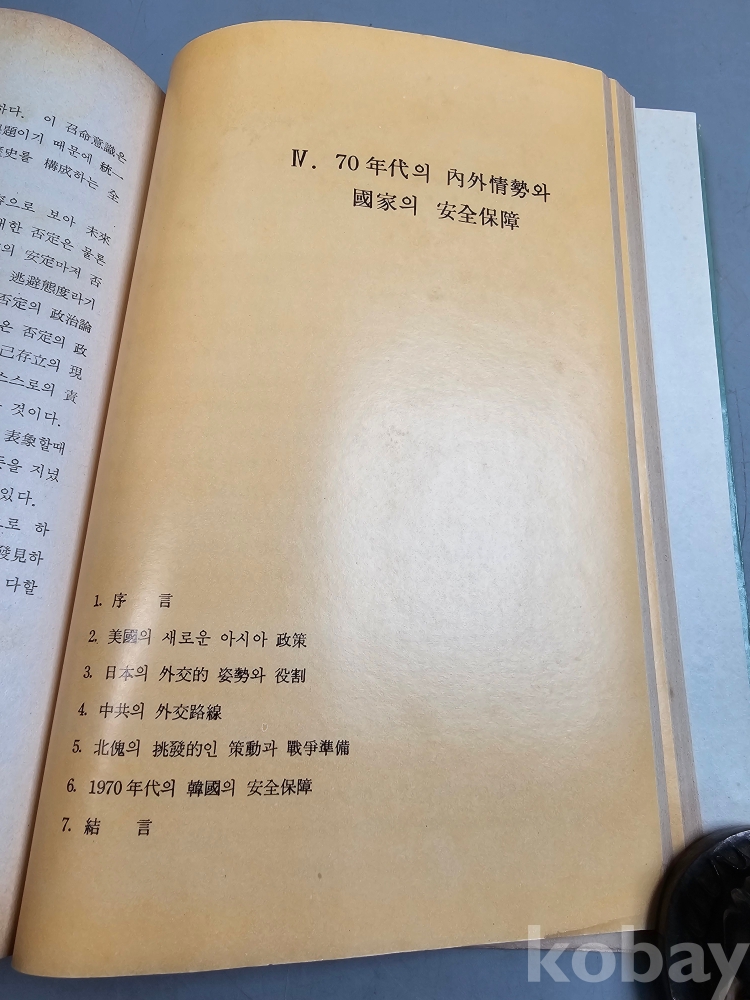 하다. 이 召命意識은
題이기 때문에 統一
史를 構成하는 全
으로 보아 未來
대한 否定은 물론
의 安定마저 否
逃避態度라기
否定의 政治論
은 否定의 政
己存立의 現
스스로의 責
것이다.
表象할때
을 지녔
있다.
로 하
發見하
다할
Ⅳ. 70年代의 內外情勢와
國家의 安全保障
1. 序 言
2. 美國의 새로운 아시아 政策
3. 日本의 外交的 姿勢와 役割
4. 中共의 外交路線
5. 北傀의 挑發的인 策動과 戰爭準備
6. 1970年代의 韓國의 安全保障
7. 結 言
kobay